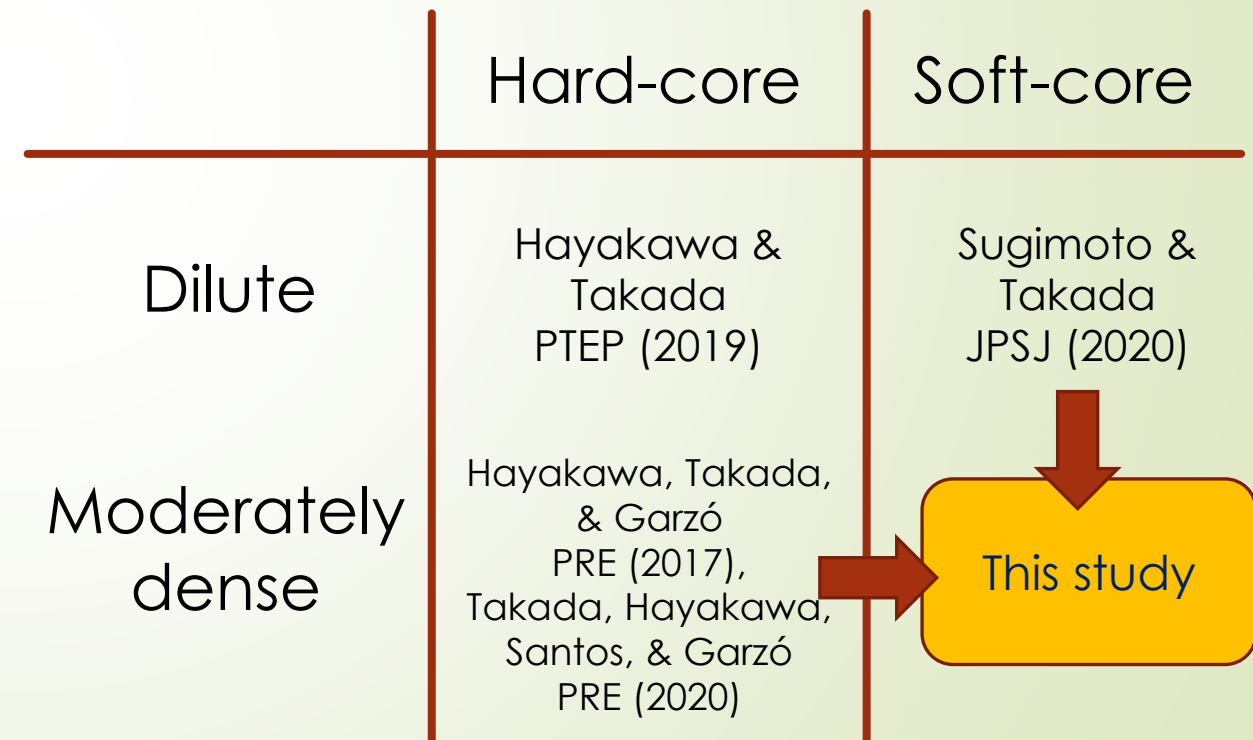 Hard-core
Soft-core
Dilute
Hayakawa &
Takada
PTEP (2019)
Sugimoto &
Takada
JPSJ (2020)
Moderately
dense
Hayakawa, Takada,
& Garzó
PRE (2017),
Takada, Hayakawa,
Santos, & Garzó
PRE (2020)
This study